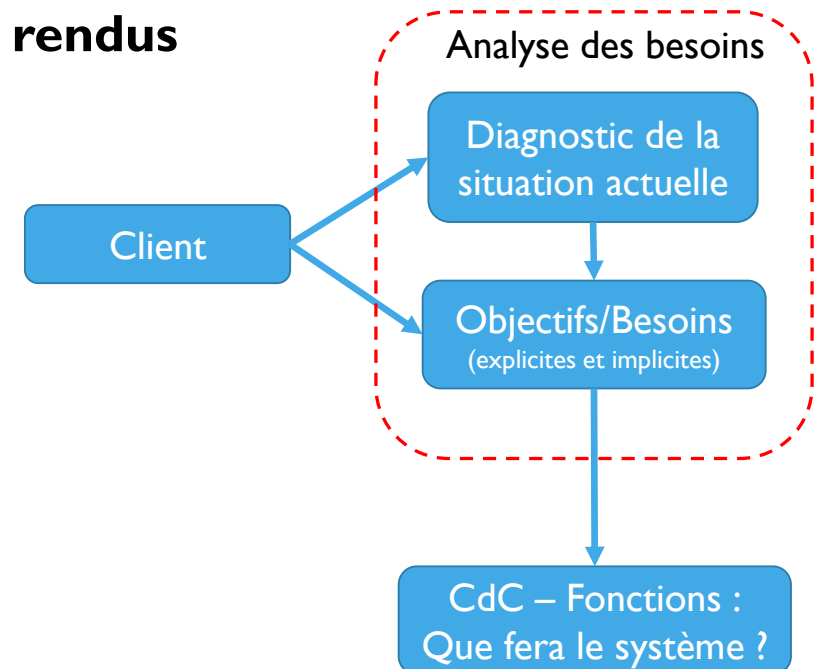 rendus
Analyse des besoins
Diagnostic de la
situation actuelle
Client
Objectifs/Besoins
(explicites et implicites)
CdC – Fonctions :
Que fera le système ?